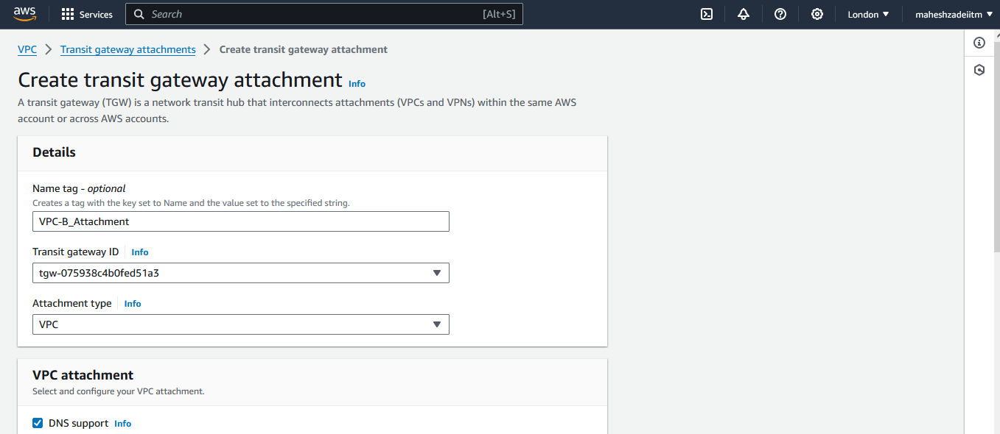 aws
Services
Search
[Alt+S]
London
maheshzadeiitm
VPC > Transit gateway attachments > Create transit gateway attachment
Create transit gateway attachment Info
A transit gateway (TGW) is a network transit hub that interconnects attachments (VPCs and VPNs) within the same AWS
account or across AWS accounts.
Details
Name tag - optional
Creates a tag with the key set to Name and the value set to the specified string.
VPC-B_Attachment
Transit gateway ID Info
tgw-075938c4b0fed51a3
Attachment type Info
VPC
VPC attachment
Select and configure your VPC attachment.
DNS support Info